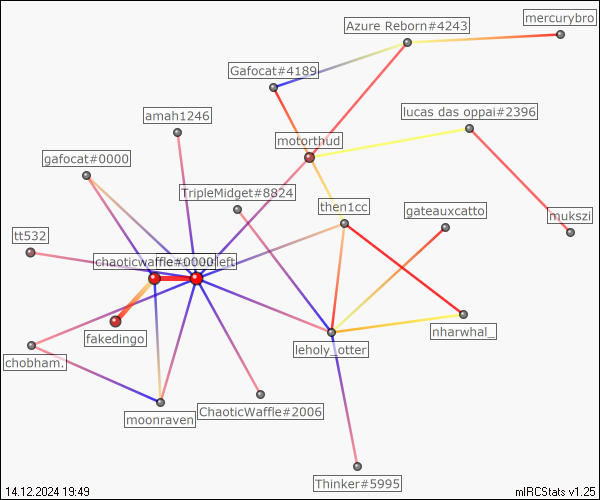 mercurybro
Azure Reborn#4243
Gafocat#4189
lucas das oppai#2396
amah1246
motorthud
gafocat#0000
TripleMidget#8824
then1cc
gateauxcatto
mukszi
tt532
chaoticwaffle#0000
left
fakedingo
nharwhal_
leholy_otter
chobham.
ChaoticWaffle#2006
moonraven
Thinker#5995
14.12.2024 19:49
mIRCStats v1.25